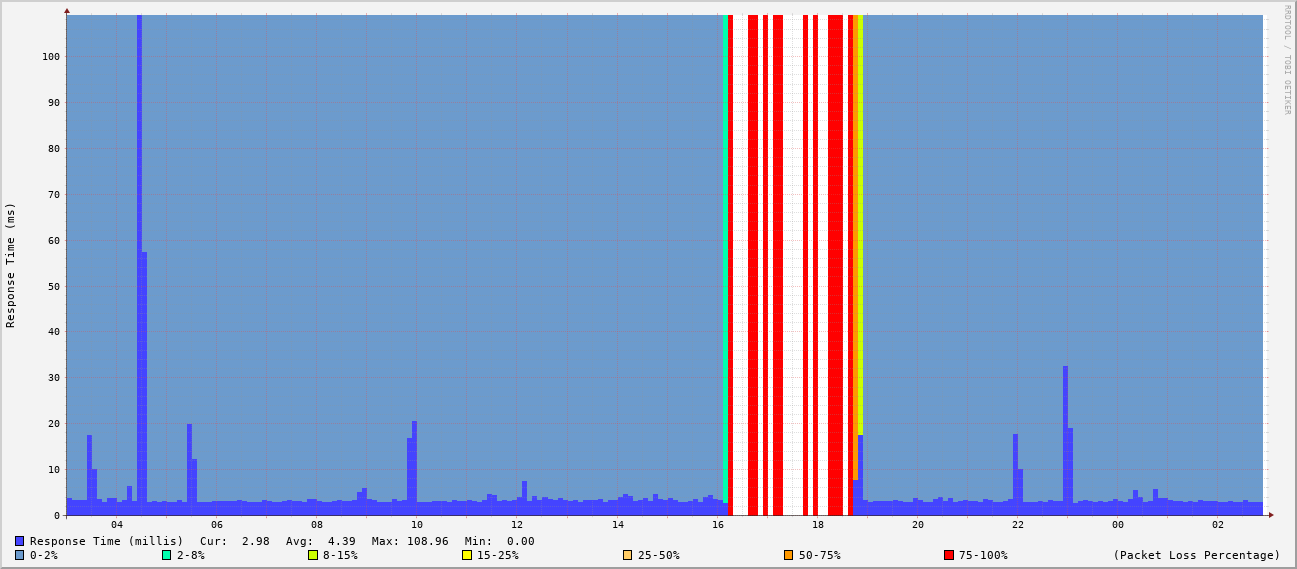 RRDTOOL / TOBI OETIKER
Response Time (ms)
100
90
80
70
60
50
40
30
20
10
0
04 06 08 10 12 14 16 18 20 22 00 02
Response Time (millis) Cur: 2.98 Avg: 4.39 Max: 108.96 Min: 0.00
0-2% 2-8% 8-15% 15-25% 25-50% 50-75% 75-100% (Packet Loss Percentage)